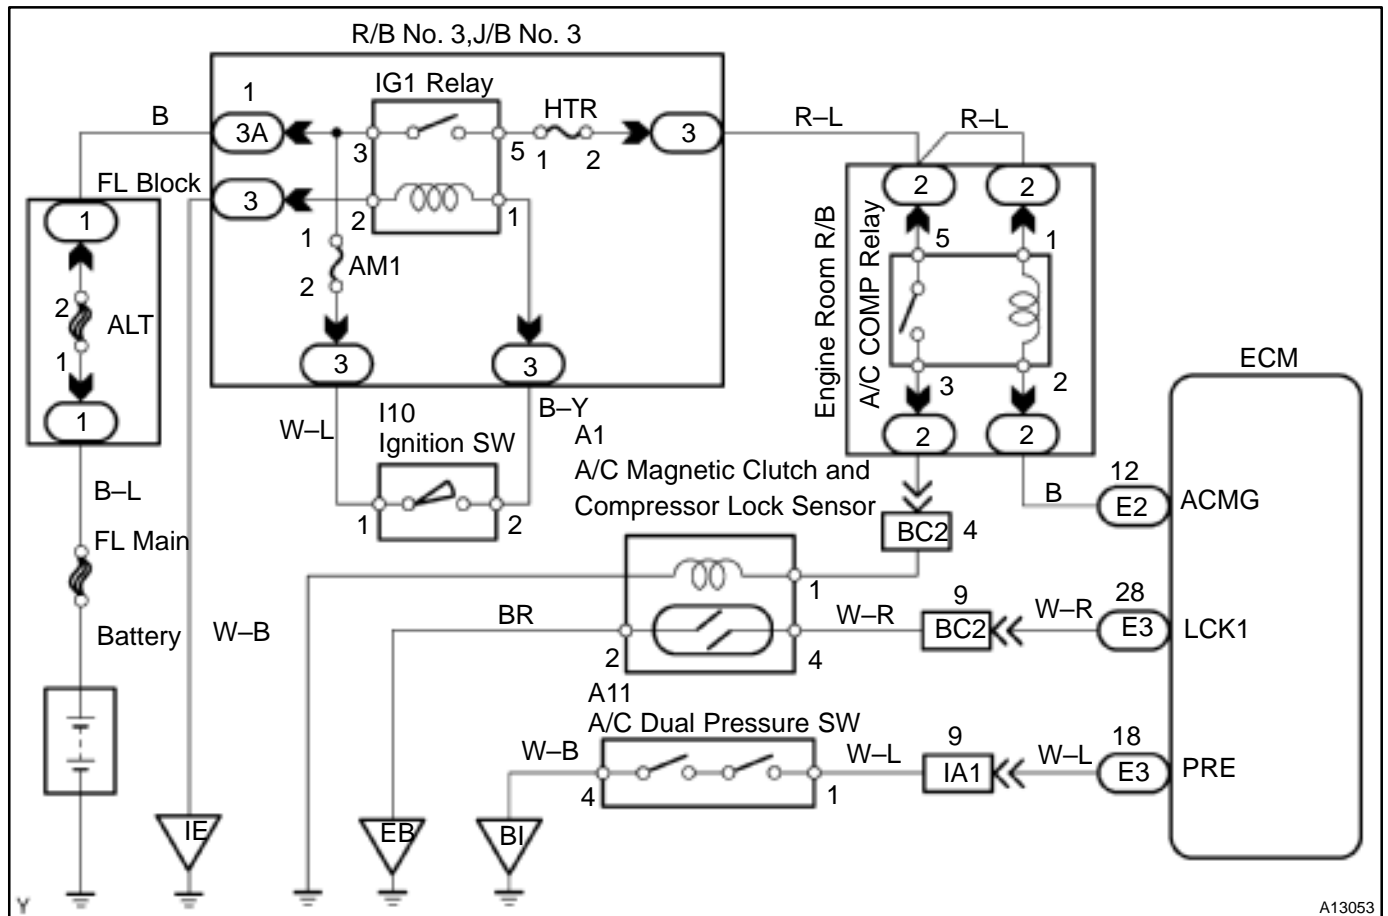 R/B No. 3,J/B No. 3
IG1 Relay
1
B
3A
3
5
HTR
1
2
3
R–L
R–L
FL Block
3
2
1
1
2
AM1
1
2
ALT
1
1
3
3
2
2
5
1
Engine Room R/B
A/C COMP Relay
3
2
2
2
ECM
W–L
I10
Ignition SW
1
2
B–Y
A1
A/C Magnetic Clutch and
Compressor Lock Sensor
B–L
FL Main
Battery
BC2
4
B
12
E2
ACMG
1
W–B
BR
2
4
W–R
9
BC2
W–R
28
E3
LCK1
A11
A/C Dual Pressure SW
W–B
4
1
W–L
9
IA1
W–L
18
E3
PRE
IE
EB
BI
Y
A13053